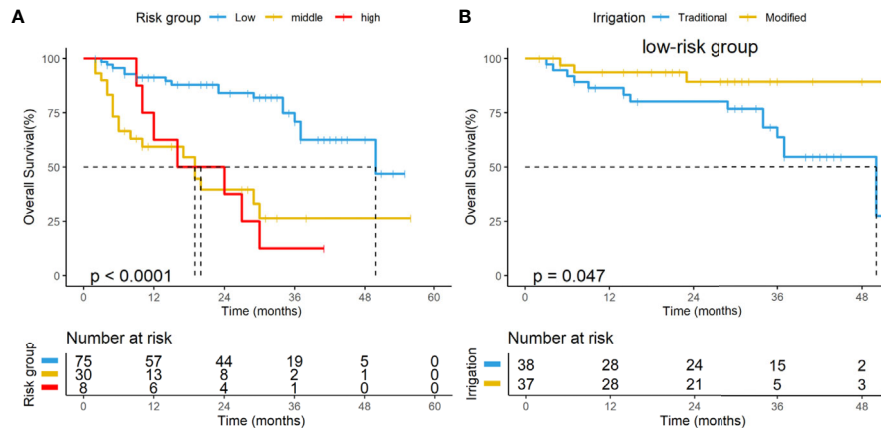 A
Risk group Low middle high
100
75
50
25
0
Overall Survival(%)
p < 0.0001
0 12 24 36 48 60
Time (months)
Number at risk
Risk group
75 57 44 19 5 0
30 13 8 2 1 0
8 6 4 1 0 0
0 12 24 36 48 60
Time (months)
B
Irrigation Traditional Modified
low-risk group
100
75
50
25
0
Overall Survival(%)
p = 0.047
0 12 24 36 48
Time (months)
Number at risk
Irrigation
38 28 24 15 2
37 28 21 5 3
0 12 24 36 48
Time (months)